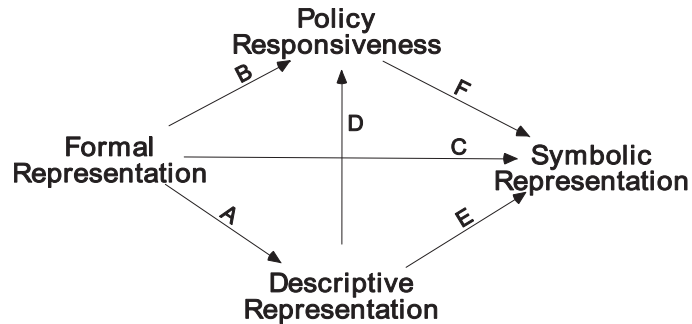 Policy
Responsiveness
B
F
D
Formal
Representation
C
Symbolic
Representation
A
E
Descriptive
Representation